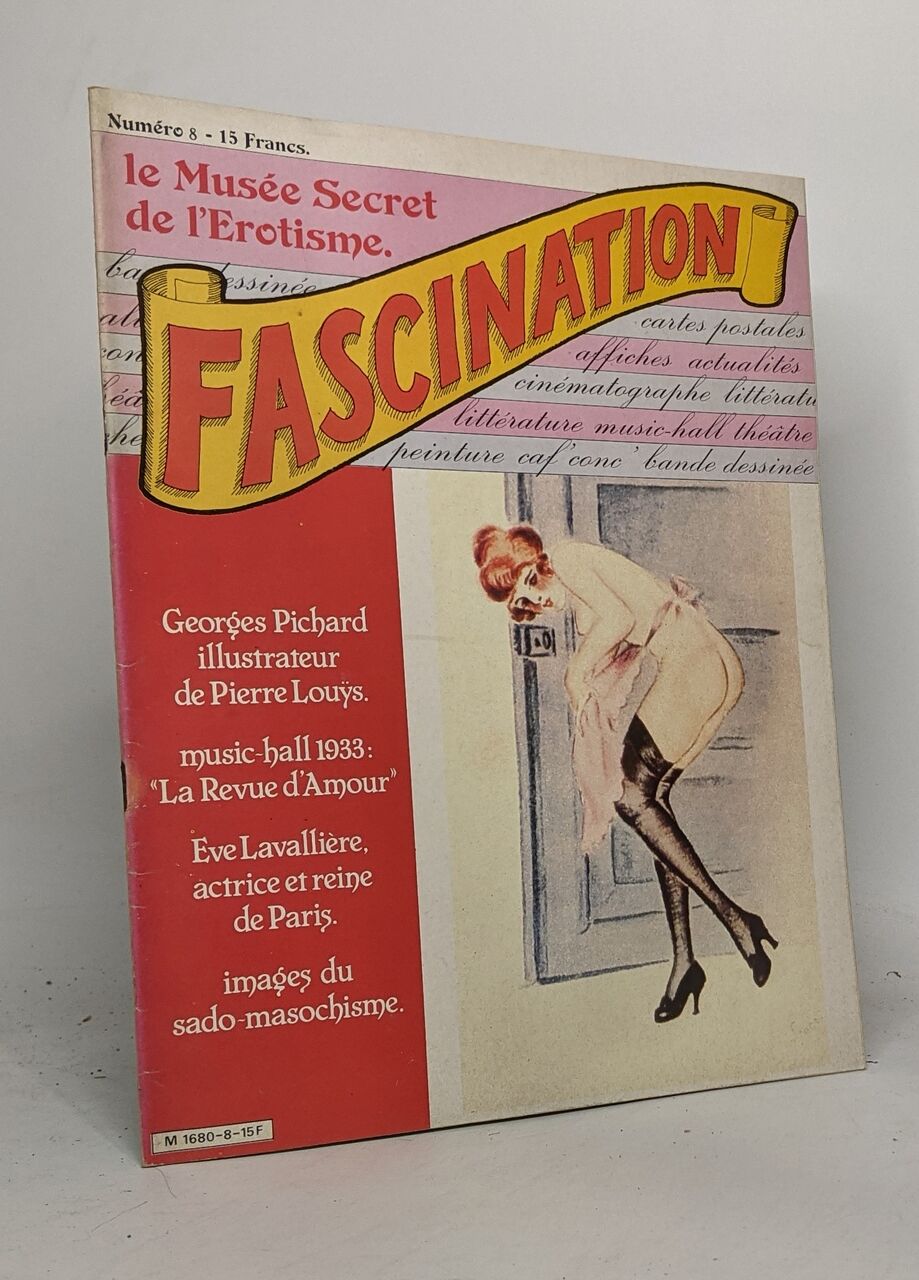 Numéro 8 - 15 Francs.
le Musée Secret
de l'Erotisme.
FASCINATION
cartes postales
affiches actualités
cinématographe
littérature music-hall théâtre
peinture caf'conc' bande dessinée
Georges Pichard
illustrateur
de Pierre Louÿs.
music-hall 1933:
"La Revue d'Amour"
Eve Lavallière,
actrice et reine
de Paris.
images du
sado-masochisme.
M 1680-8-15F